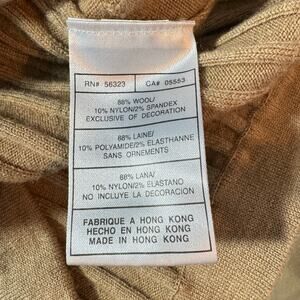 RN# 56323 CA# 05553
88% WOOL/
10% NYLON/2% SPANDEX
EXCLUSIVE OF DECORATION
88% LAINE/
10% POLYAMIDE/2% ELASTHANNE
SANS ORNEMENTS
88% LANA/
10% NYLON/2% ELASTANO
NO INCLUYE LA DECORACION
FABRIQUE A HONG KONG
HECHO EN HONG KONG
MADE IN HONG KONG